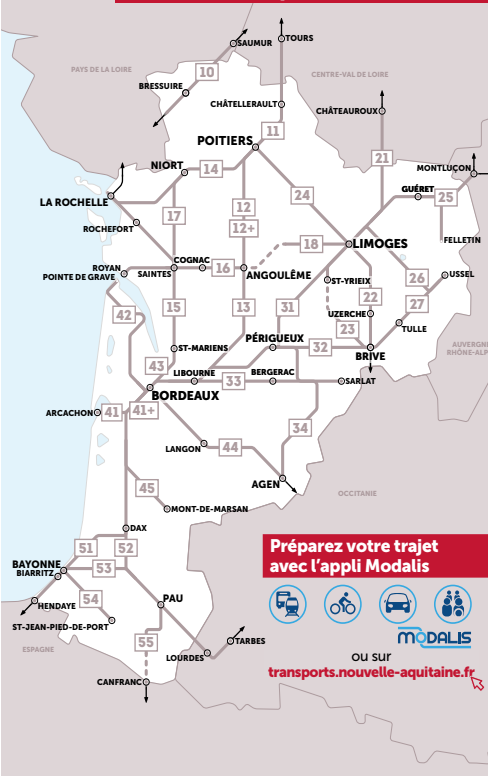 SAUMUR
TOURS
PAYS DE LA LOIRE
10
CENTRE-VAL DE LOIRE
BRESSUIRE
CHÂTELLERAULT
CHÂTEAUROUX
11
POITIERS
21
NIORT
14
MONTLUÇON
24
GUÉRET
25
LA ROCHELLE
17
12
12+
ROCHEFORT
18
LIMOGES
FELLETIN
COGNAC
16
ROYAN
POINTE DE GRAVE
SAINTES
ANGOULÊME
ST-YRIEIX
26
USSEL
22
27
42
15
13
31
UZERCHE
23
TULLE
PÉRIGUEUX
32
ST-MARIENS
BRIVE
AUVERGNE
RHÔNE-ALP
43
LIBOURNE
33
BERGERAC
SARLAT
BORDEAUX
ARCACHON
41
41+
34
LANGON
44
AGEN
45
OCCITANIE
MONT-DE-MARSAN
DAX
51
52
BAYONNE
BIARRITZ
53
54
HENDAYE
PAU
ST-JEAN-PIED-DE-PORT
55
TARBES
ESPAGNE
LOURDES
CANFRANC
Préparez votre trajet
avec l'appli Modalis
MODALIS
ou sur
transports.nouvelle-aquitaine.fr